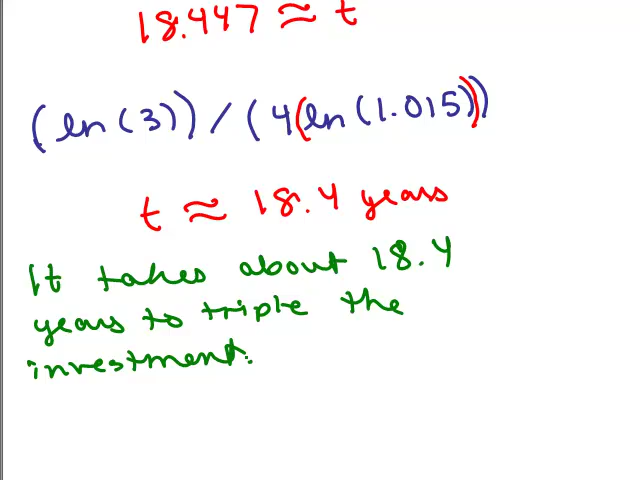 18.447 ≈ t
(ln(3))/(4(ln(1.015)))
t ≈ 18.4 years
It takes about 18.4
years to triple the
investment.